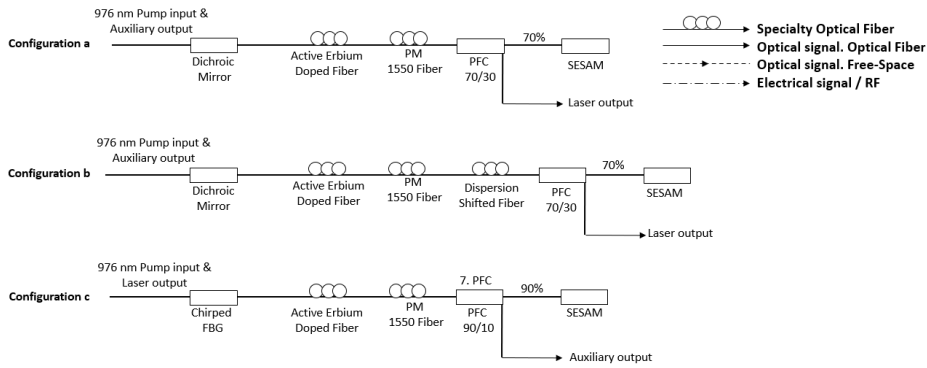 976 nm Pump input &
Auxiliary output
Configuration a
70%
Dichroic
Mirror
Active Erbium
Doped Fiber
PM
1550 Fiber
PFC
70/30
SESAM
Laser output
Specialty Optical Fiber
Optical signal. Optical Fiber
Optical signal. Free-Space
Electrical signal / RF
976 nm Pump input &
Auxiliary output
Configuration b
70%
Dichroic
Mirror
Active Erbium
Doped Fiber
PM
1550 Fiber
Dispersion
Shifted Fiber
PFC
70/30
SESAM
Laser output
976 nm Pump input &
Laser output
Configuration c
7. PFC
90%
Chirped
FBG
Active Erbium
Doped Fiber
PM
1550 Fiber
PFC
90/10
SESAM
Auxiliary output